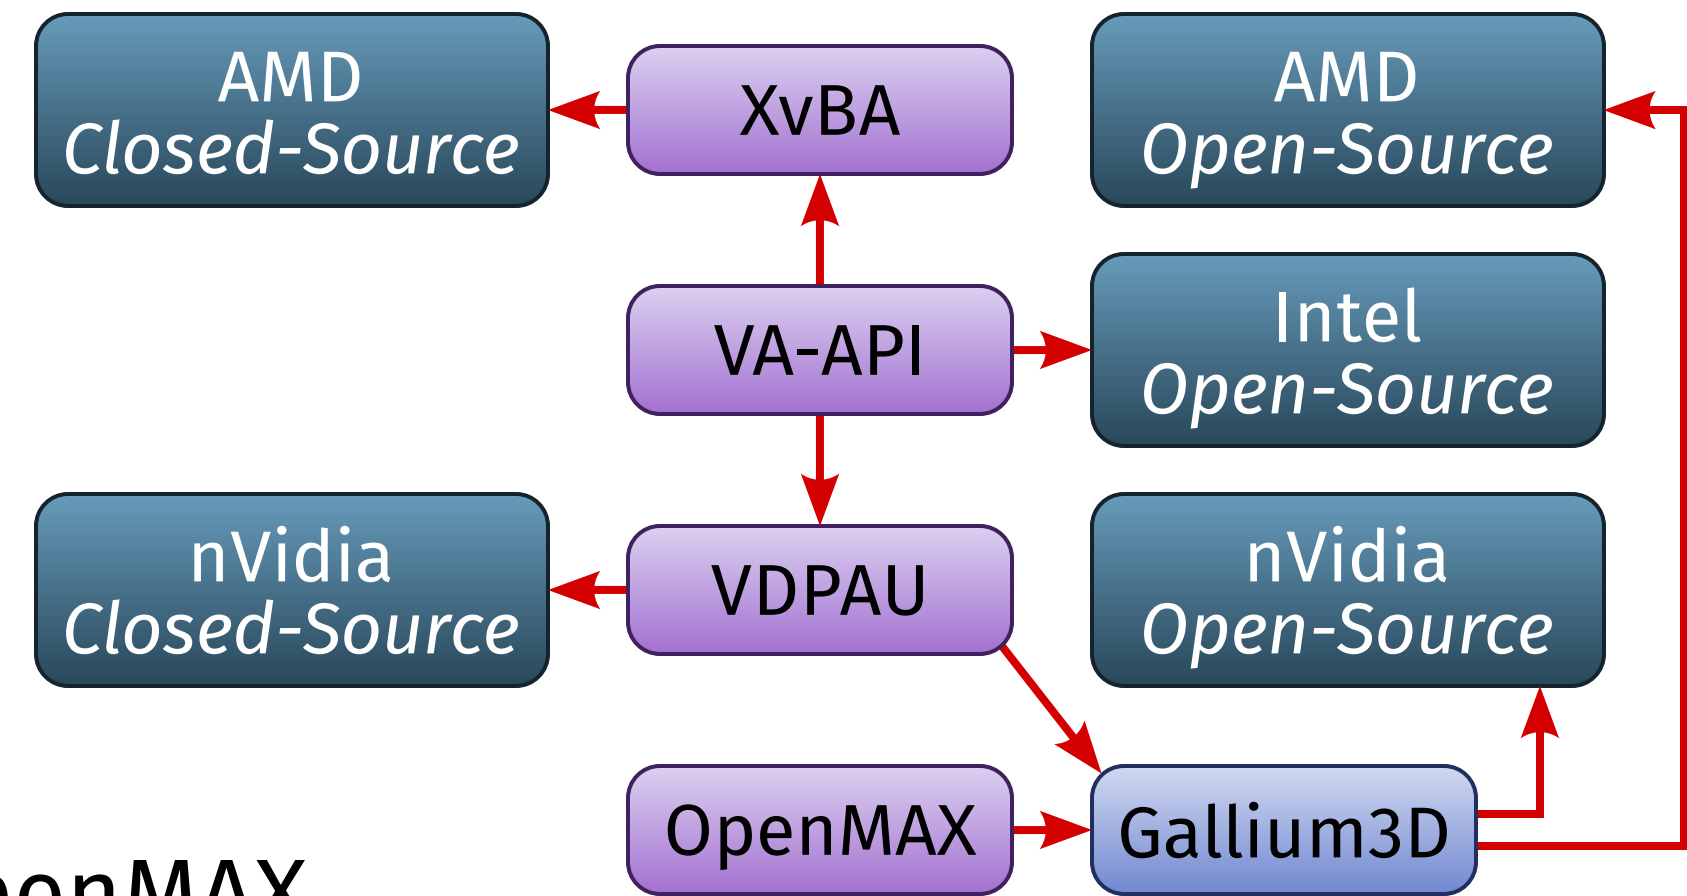 AMD
Closed-Source
XvBA
AMD
Open-Source
VA-API
Intel
Open-Source
nVidia
Closed-Source
VDPAU
nVidia
Open-Source
OpenMAX
Gallium3D
penMAX